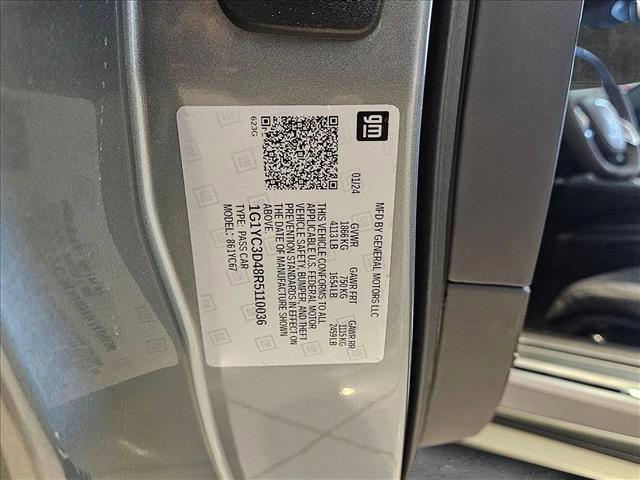 gm
MFD BY GENERAL MOTORS LLC
01/24 GVWR GAWR FRT GAWR RR
1866 KG 750 KG 1115 KG
4113 LB 1654 LB 2459 LB
THIS VEHICLE CONFORMS TO ALL
APPLICABLE U.S. FEDERAL MOTOR
VEHICLE SAFETY, BUMPER, AND THEFT
PREVENTION STANDARDS IN EFFECT ON
THE DATE OF MANUFACTURE SHOWN
ABOVE.
1G1YC3D48R5110036
TYPE: PASS CAR
MODEL: 861YC67
623G